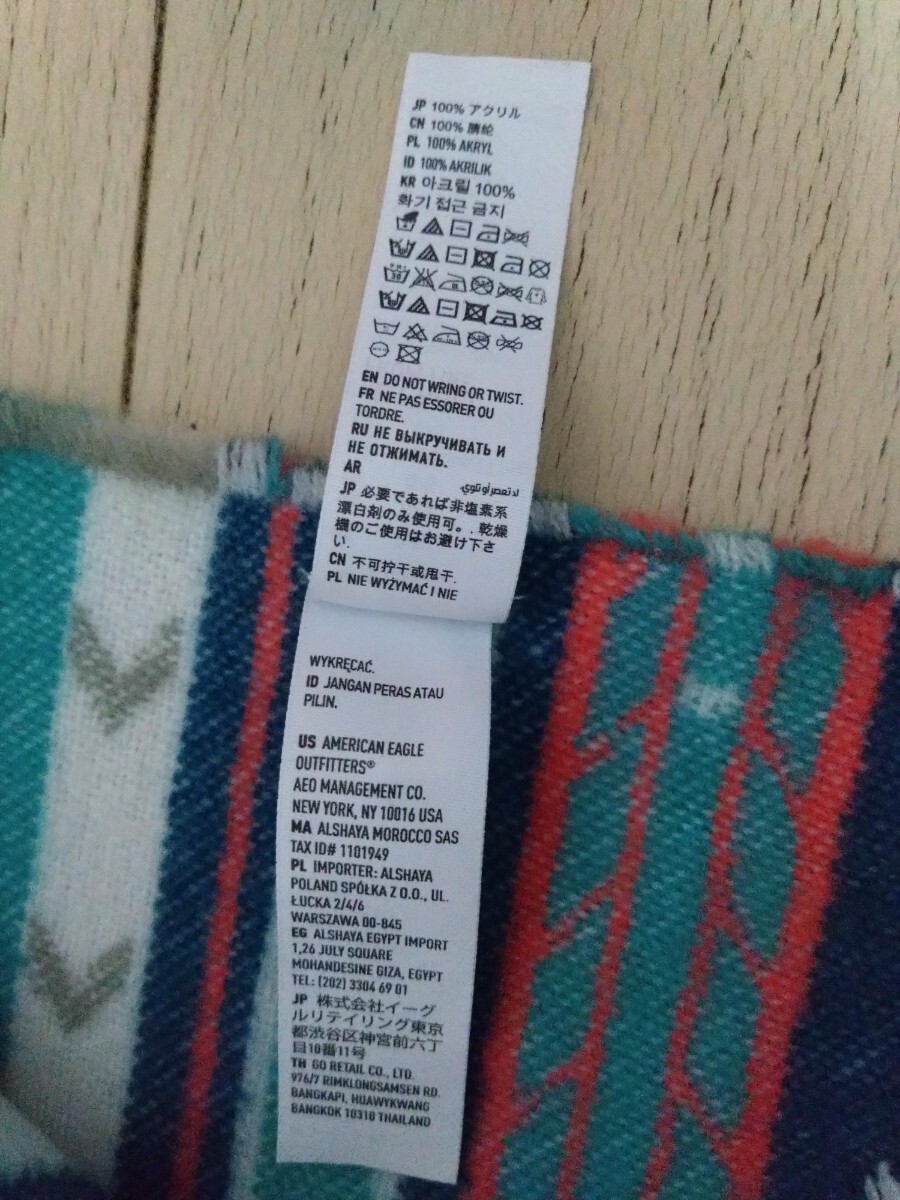 JP 100% アクリル
CN 100% 腈纶
PL 100% AKRYL
ID 100% AKRILIK
KR 아크릴 100%
화기 접근 금지
EN DO NOT WRING OR TWIST.
FR NE PAS ESSORER OU
TORDRE.
RU НЕ ВЫКРУЧИВАТЬ И
НЕ ОТЖИМАТЬ.
AR
لا تعصر أو تلوي.
JP 必要であれば非塩素系
漂白剤のみ使用可。. 乾燥
機のご使用はお避け下さ
い.
CN 不可拧干或甩干.
PL NIE WYŻYMAĆ I NIE
WYKRĘCAĆ.
ID JANGAN PERAS ATAU
PILIN.
US AMERICAN EAGLE
OUTFITTERS®
AEO MANAGEMENT CO.
NEW YORK, NY 10016 USA
MA ALSHAYA MOROCCO SAS
TAX ID# 1101949
PL IMPORTER: ALSHAYA
POLAND SPÓŁKA Z O.O., UL.
ŁUCKA 2/4/6
WARSZAWA 00-845
EG ALSHAYA EGYPT IMPORT
1,26 JULY SQUARE
MOHANDESINE GIZA, EGYPT
TEL: (202) 3304 69 01
JP 株式会社イーグ
ルリテイリング東京
都渋谷区神宮前六丁
目10番11号
TH GO RETAIL CO., LTD.
976/7 RIMKLONGSAMSEN RD.
BANGKAPI, HUAWYKWANG
BANGKOK 10310 THAILAND